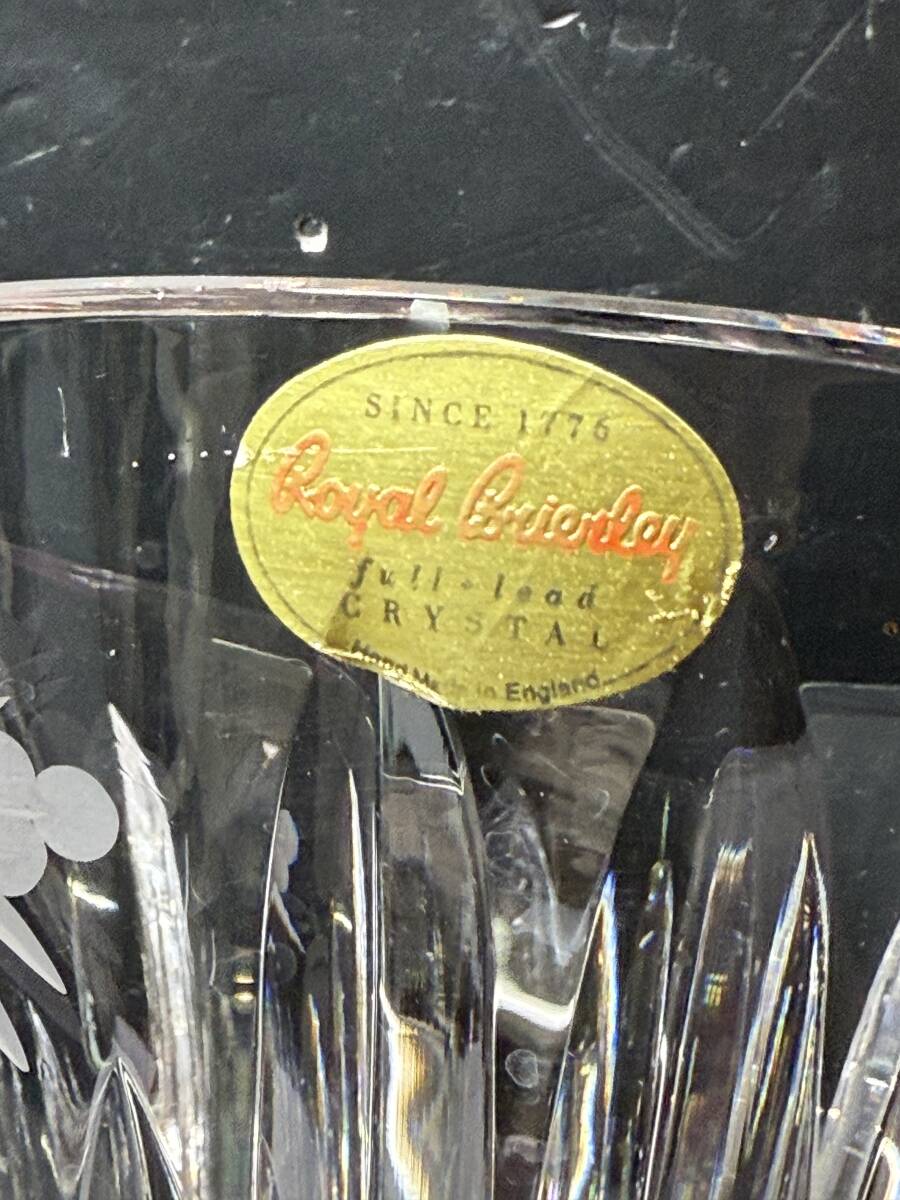 SINCE 1776
Royal Brierley
full-lead
CRYSTAL
Hand Made in England